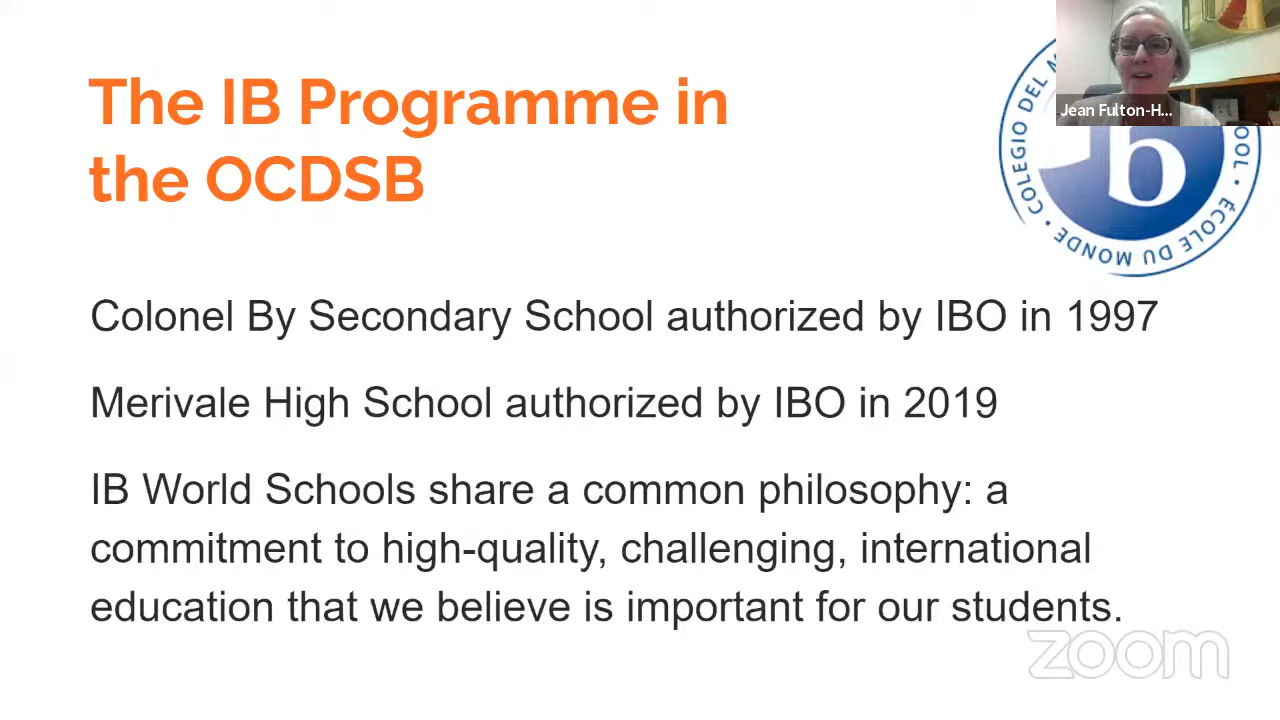 The IB Programme in
the OCDSB
Jean Fulton-H...
COLEGIO DEL
ÉCOLE DU MONDE
b
Colonel By Secondary School authorized by IBO in 1997
Merivale High School authorized by IBO in 2019
IB World Schools share a common philosophy: a
commitment to high-quality, challenging, international
education that we believe is important for our students.
zoom